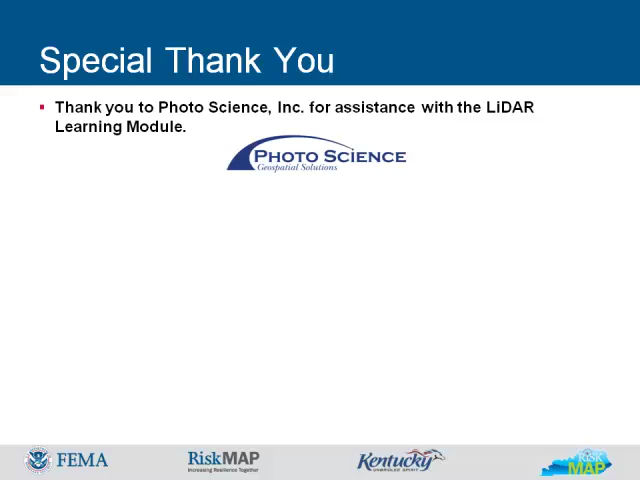 Special Thank You
Thank you to Photo Science, Inc. for assistance with the LiDAR
Learning Module.
PHOTO SCIENCE
Geospatial Solutions
FEMA
RiskMAP
Increasing Resilience Together
Kentucky
UNBRIDLED SPIRIT
RISK
MAP